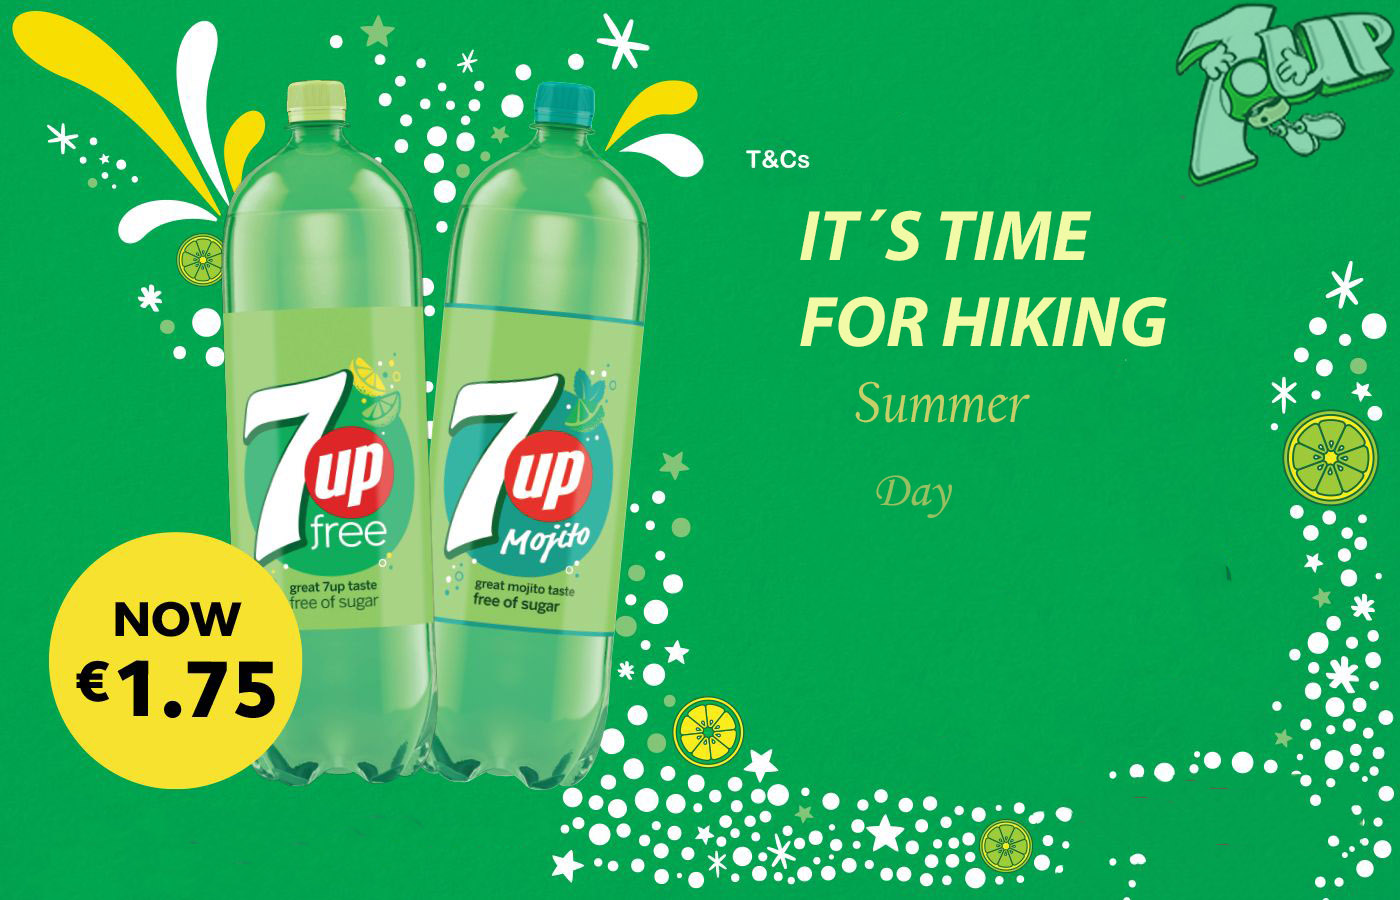 7up
T&Cs
IT´S TIME
FOR HIKING
Summer
Day
7up
free
great 7up taste
free of sugar
7up
Mojito
great mojito taste
free of sugar
NOW
€1.75